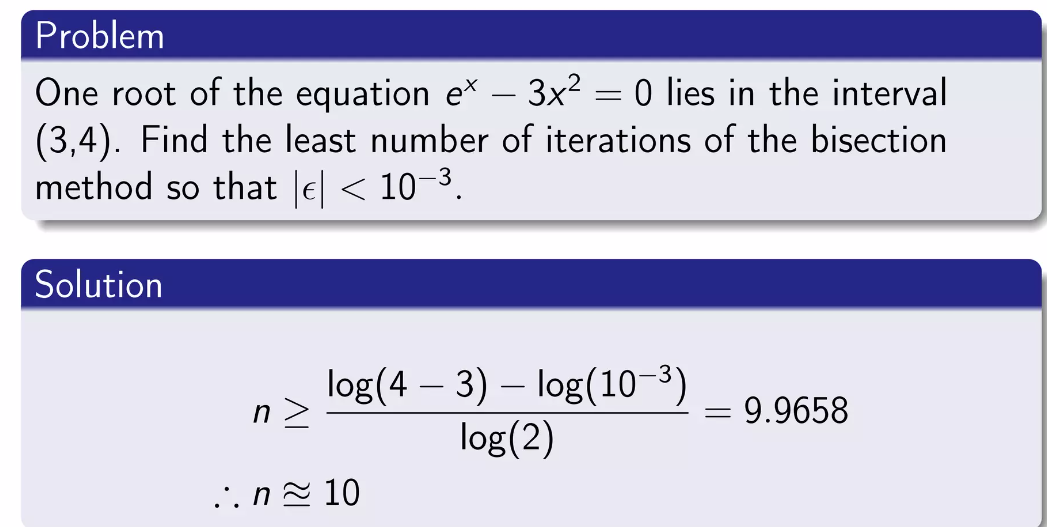 Problem
One root of the equation eˣ − 3x² = 0 lies in the interval
(3,4). Find the least number of iterations of the bisection
method so that |ϵ| < 10⁻³.
Solution
n ≥ (log(4 − 3) − log(10⁻³)) / log(2) = 9.9658
∴ n ≊ 10